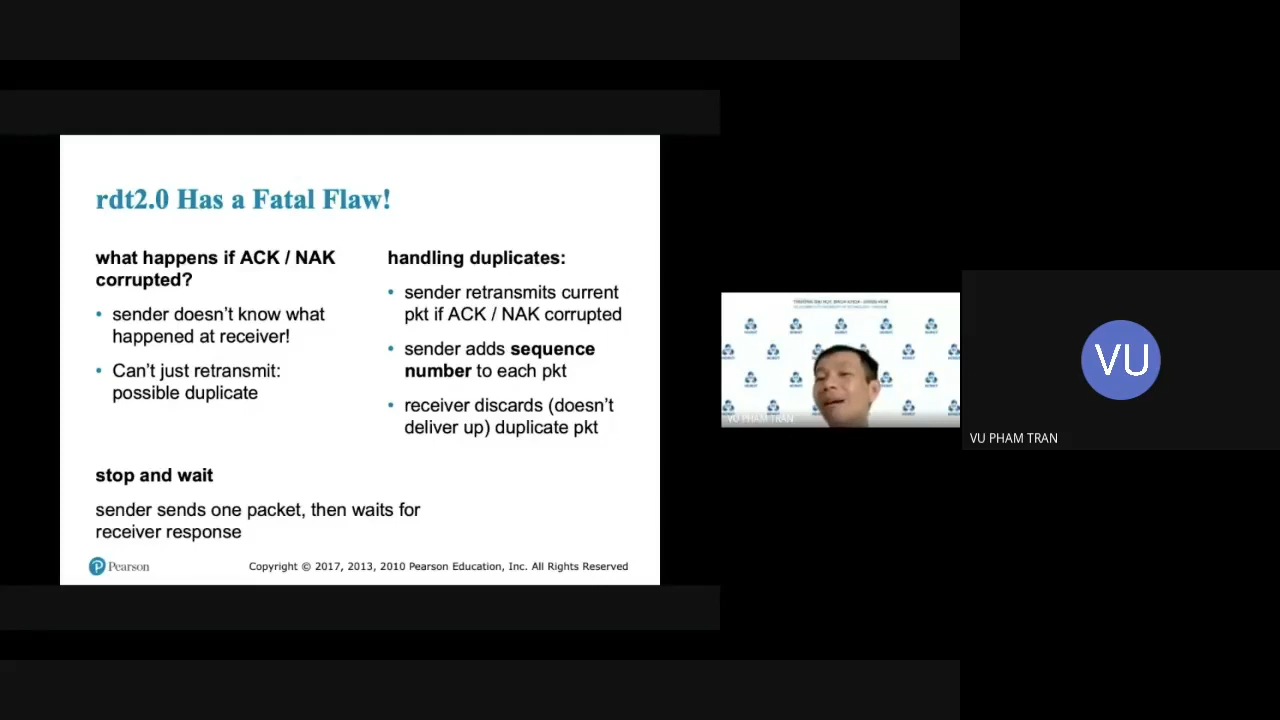 rdt2.0 Has a Fatal Flaw!
what happens if ACK / NAK
corrupted?
• sender doesn’t know what
happened at receiver!
• Can’t just retransmit:
possible duplicate
handling duplicates:
• sender retransmits current
pkt if ACK / NAK corrupted
• sender adds sequence
number to each pkt
• receiver discards (doesn’t
deliver up) duplicate pkt
stop and wait
sender sends one packet, then waits for
receiver response
Pearson
Copyright © 2017, 2013, 2010 Pearson Education, Inc. All Rights Reserved
VU PHAM TRAN
VU
VU PHAM TRAN